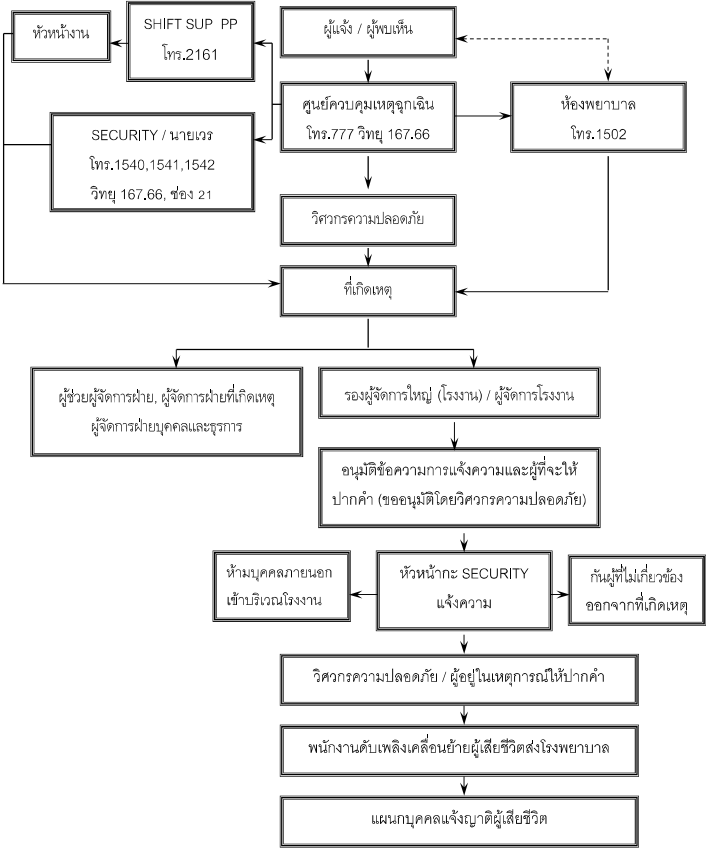 หัวหน้างาน
SHIFT SUP PP
โทร.2161
ผู้แจ้ง / ผู้พบเห็น
ศูนย์ควบคุมเหตุฉุกเฉิน
โทร.777 วิทยุ 167.66
ห้องพยาบาล
โทร.1502
SECURITY / นายเวร
โทร.1540,1541,1542
วิทยุ 167.66, ช่อง 21
วิศวกรความปลอดภัย
ที่เกิดเหตุ
ผู้ช่วยผู้จัดการฝ่าย, ผู้จัดการฝ่ายที่เกิดเหตุ
ผู้จัดการฝ่ายบุคคลและธุรการ
รองผู้จัดการใหญ่ (โรงงาน) / ผู้จัดการโรงงาน
อนุมัติข้อความการแจ้งความและผู้ที่จะให้
ปากคำ (ขออนุมัติโดยวิศวกรความปลอดภัย)
ห้ามบุคคลภายนอก
เข้าบริเวณโรงงาน
หัวหน้ากะ SECURITY
แจ้งความ
กันผู้ที่ไม่เกี่ยวข้อง
ออกจากที่เกิดเหตุ
วิศวกรความปลอดภัย / ผู้อยู่ในเหตุการณ์ให้ปากคำ
พนักงานดับเพลิงเคลื่อนย้ายผู้เสียชีวิตส่งโรงพยาบาล
แผนกบุคคลแจ้งญาติผู้เสียชีวิต